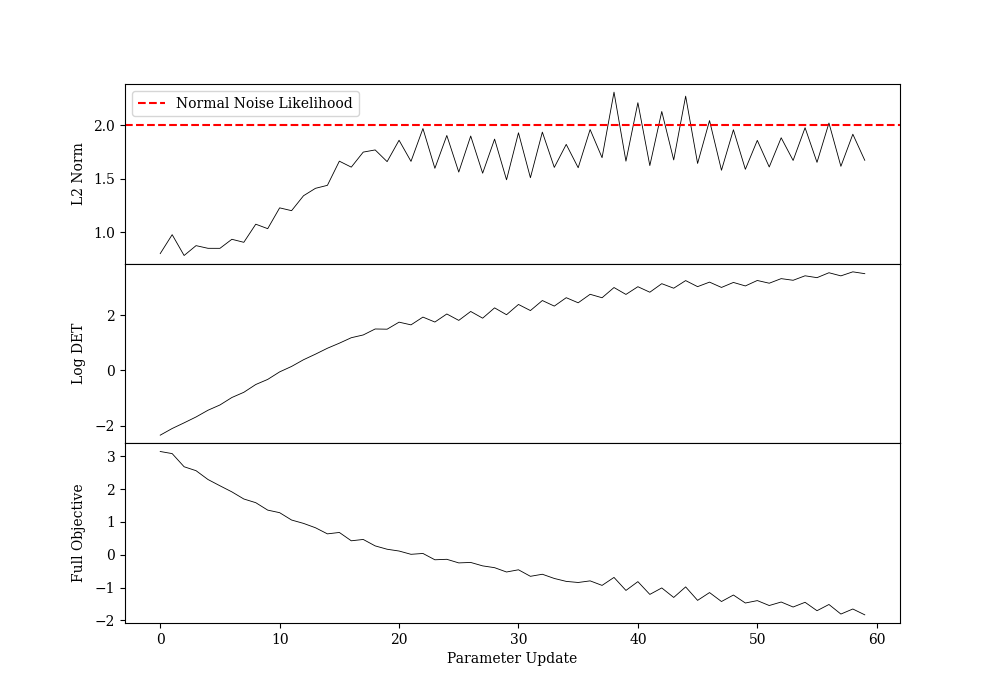 Normal Noise Likelihood
2.0
1.5
1.0
L2 Norm
2
0
−2
Log DET
3
2
1
0
−1
−2
Full Objective
0 10 20 30 40 50 60
Parameter Update